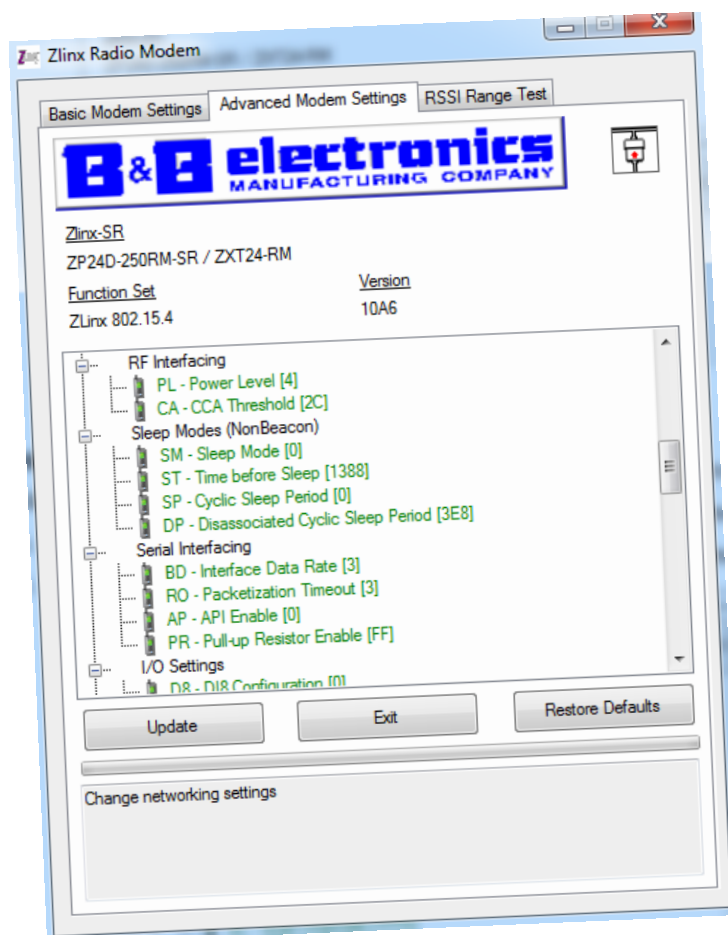 Zlinx Radio Modem
Basic Modem Settings
Advanced Modem Settings
RSSI Range Test
B&B electronics
MANUFACTURING COMPANY
Zlinx-SR
ZP24D-250RM-SR / ZXT24-RM
Function Set
Version
ZLinx 802.15.4
10A6
RF Interfacing
PL - Power Level [4]
CA - CCA Threshold [2C]
Sleep Modes (NonBeacon)
SM - Sleep Mode [0]
ST - Time before Sleep [1388]
SP - Cyclic Sleep Period [0]
DP - Disassociated Cyclic Sleep Period [3E8]
Serial Interfacing
BD - Interface Data Rate [3]
RO - Packetization Timeout [3]
AP - API Enable [0]
PR - Pull-up Resistor Enable [FF]
I/O Settings
D8 - DI8 Configuration [0]
Update
Exit
Restore Defaults
Change networking settings